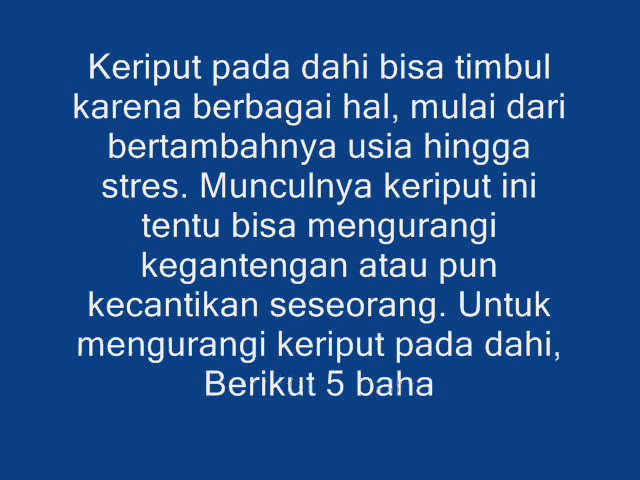 Keriput pada dahi bisa timbul
karena berbagai hal, mulai dari
bertambahnya usia hingga
stres. Munculnya keriput ini
tentu bisa mengurangi
kegantengan atau pun
kecantikan seseorang. Untuk
mengurangi keriput pada dahi,
Berikut 5 baha